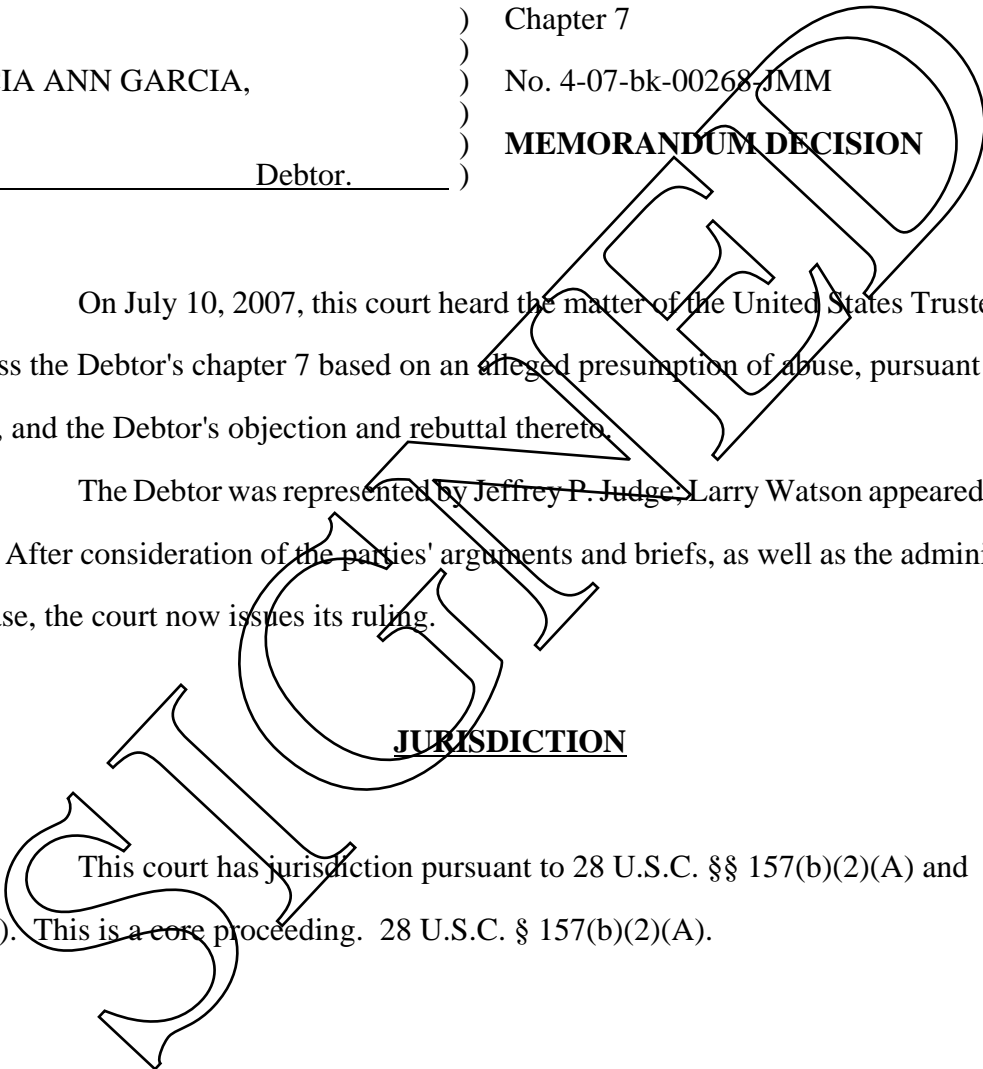 ) Chapter 7
)
CIA ANN GARCIA, ) No. 4-07-bk-00268-JMM
)
) MEMORANDUM DECISION
Debtor. )
On July 10, 2007, this court heard the matter of the United States Truste
ss the Debtor's chapter 7 based on an alleged presumption of abuse, pursuant
, and the Debtor's objection and rebuttal thereto.
The Debtor was represented by Jeffrey P. Judge; Larry Watson appeared
After consideration of the parties' arguments and briefs, as well as the admini
se, the court now issues its ruling.
JURISDICTION
This court has jurisdiction pursuant to 28 U.S.C. §§ 157(b)(2)(A) and
). This is a core proceeding. 28 U.S.C. § 157(b)(2)(A).
SIGNED